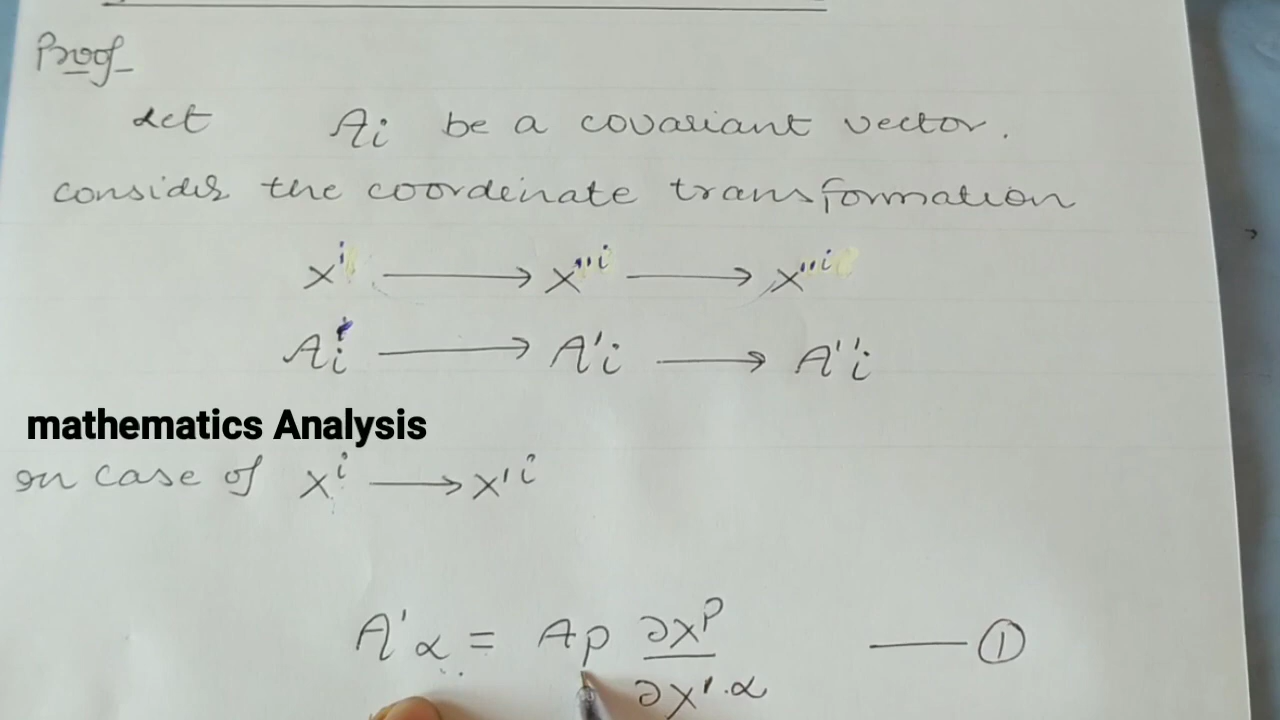 Proof
Let Ai be a covariant vector.
consider the coordinate transformation
xⁱ → x'''ⁱ → x''ⁱ
Ai → A'i → A''i
mathematics Analysis
In case of xⁱ → x'ⁱ
A'α = Ap ∂xᵖ/∂x'α — ①